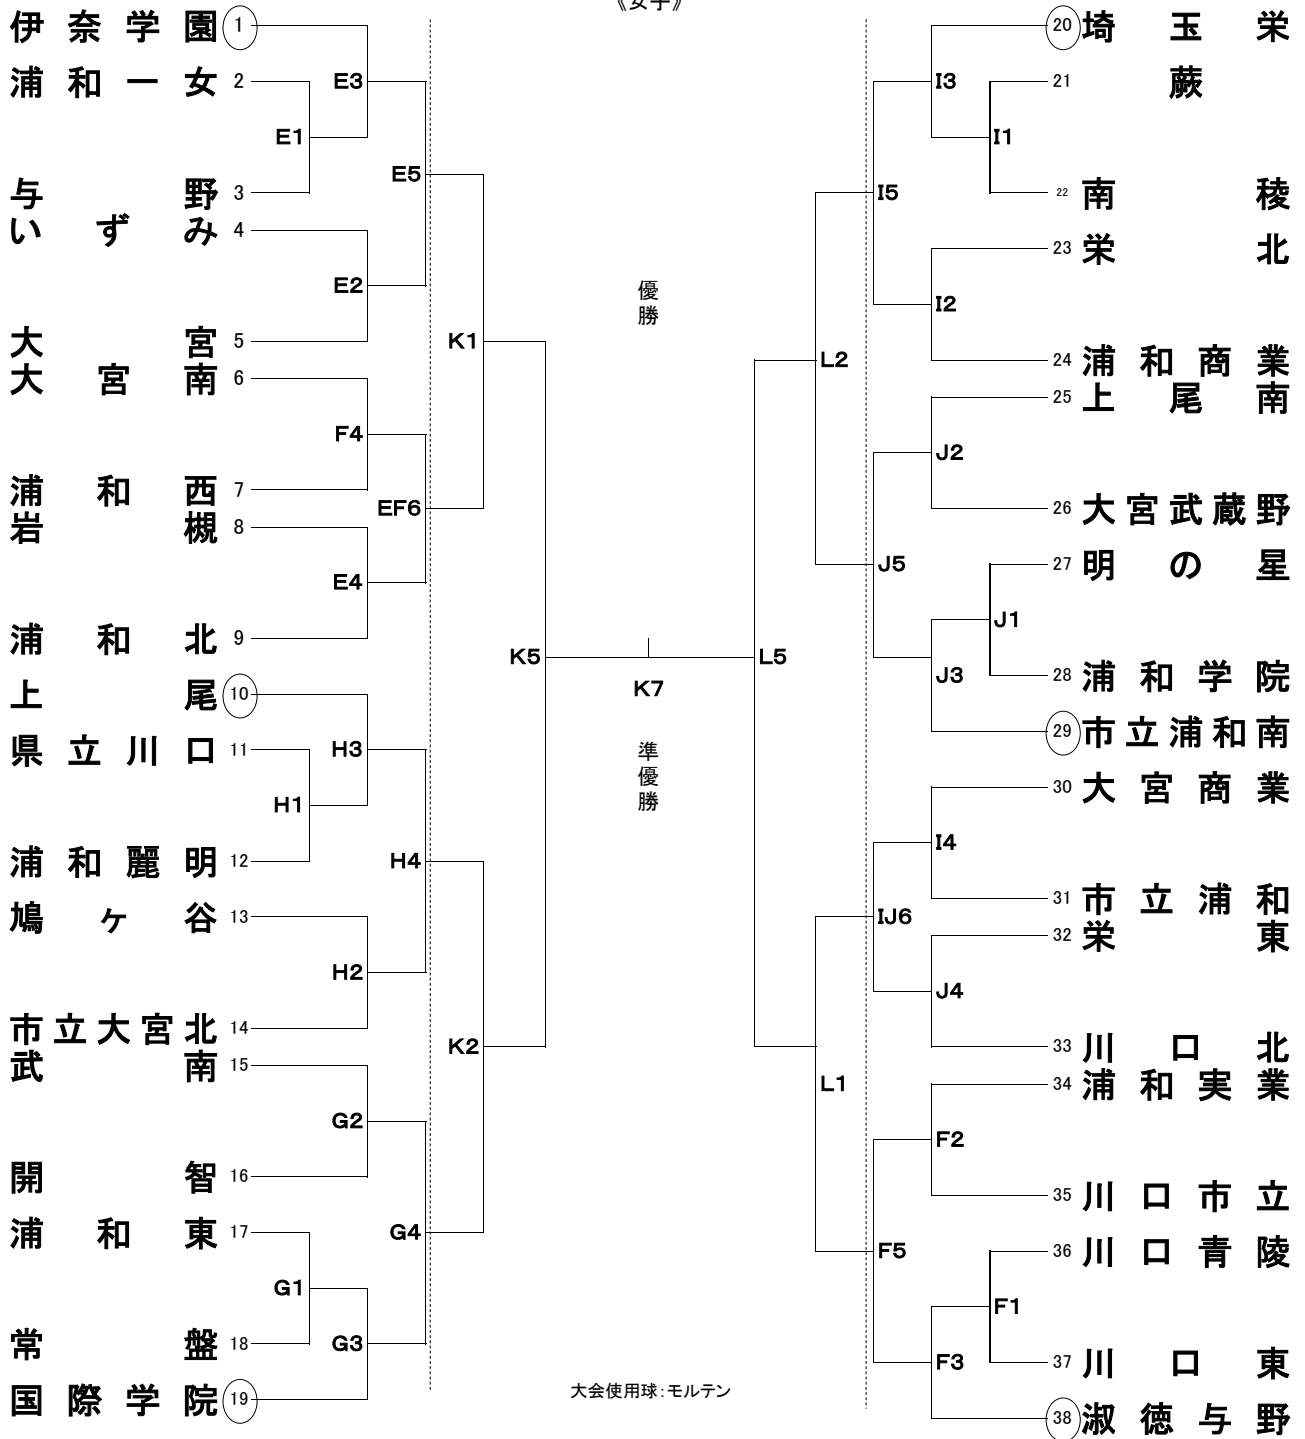 《女子》
伊奈学園 1
浦和一女 2
与野 3
いずみ 4
大宮 5
大宮南 6
浦和西 7
岩槻 8
浦和北 9
上尾 10
県立川口 11
浦和麗明 12
鳩ヶ谷 13
市立大宮北 14
武南 15
開智 16
浦和東 17
常盤 18
国際学院 19
E3
E1
E5
E2
K1
F4
EF6
E4
K5
H3
H1
H4
H2
K2
G2
G4
G1
G3
優勝
K7
準優勝
大会使用球:モルテン
I3
I1
I5
I2
L2
J2
J5
J1
L5
J3
I4
IJ6
J4
L1
F2
F5
F1
F3
20 埼玉栄
21 蕨
22 南稜
23 栄北
24 浦和商業
25 上尾南
26 大宮武蔵野
27 明の星
28 浦和学院
29 市立浦和南
30 大宮商業
31 市立浦和
32 栄東
33 川口北
34 浦和実業
35 川口市立
36 川口青陵
37 川口東
38 淑徳与野